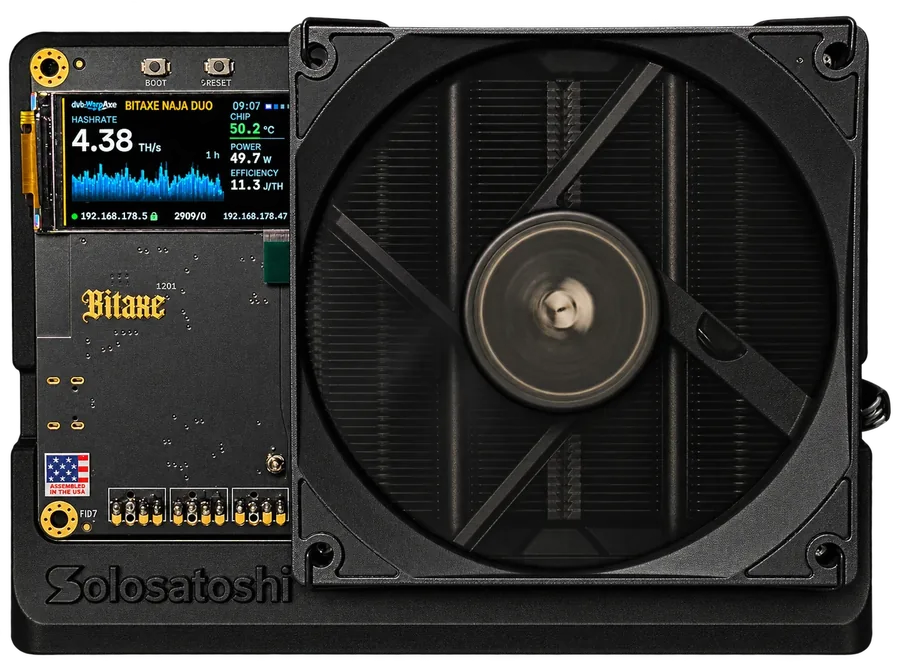 BOOT
RESET
dvb-WarpAxe
BITAXE NAJA DUO
09:07
HASHRATE
4.38 TH/s
1 h
CHIP
50.2 °C
POWER
49.7 W
EFFICIENCY
11.3 J/TH
192.168.178.5
2909/0
192.168.178.47
1201
Bitaxe
ASSEMBLED
IN THE USA
FID7
Solosatoshi